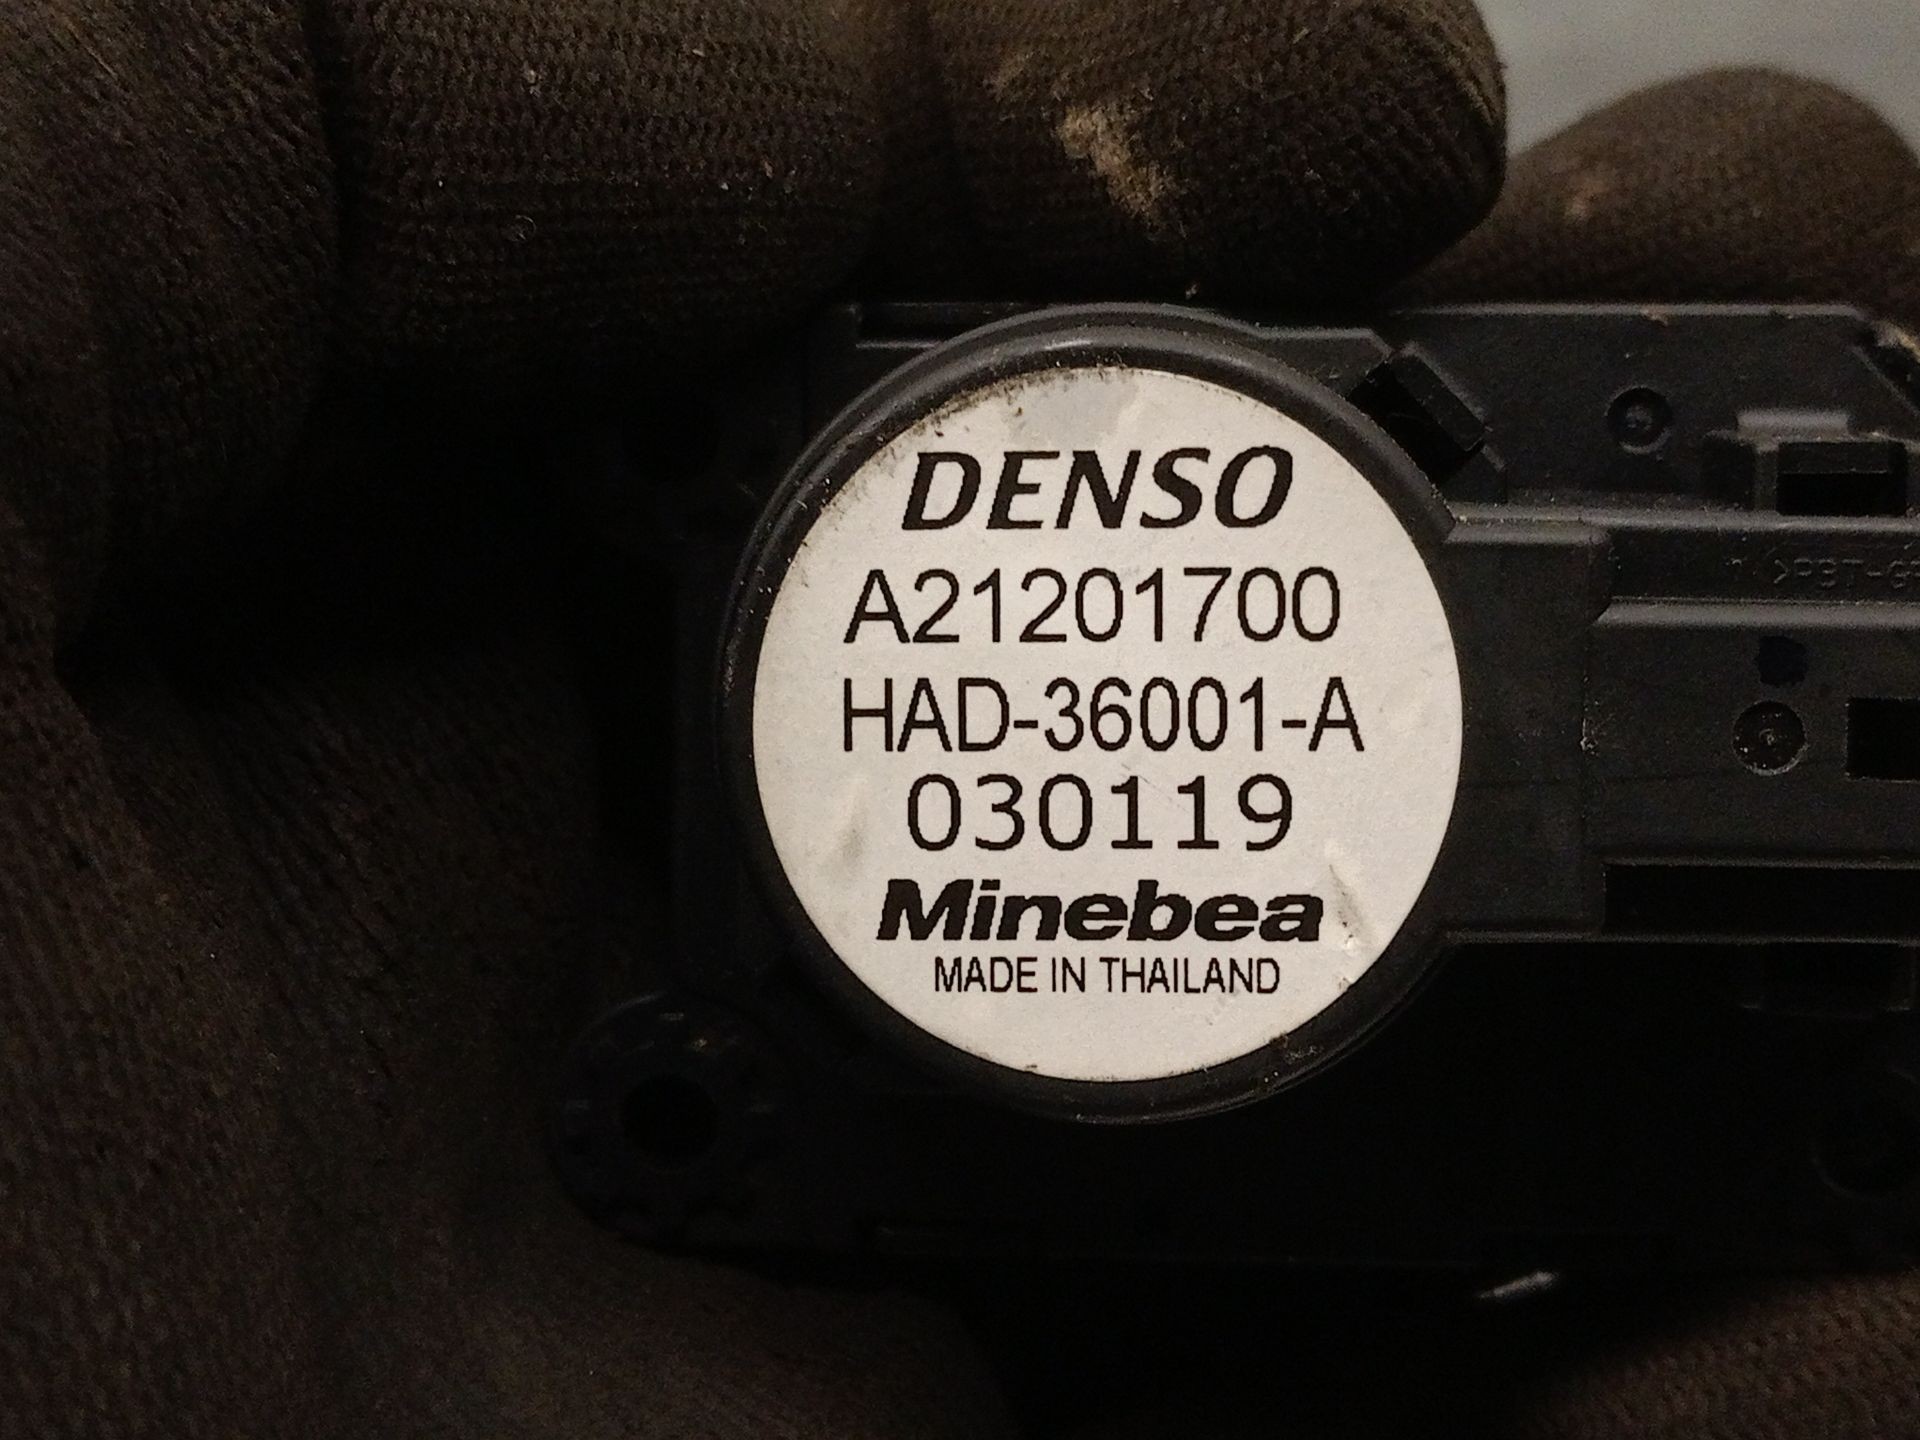 DENSO
A21201700
HAD-36001-A
030119
Minebea
MADE IN THAILAND